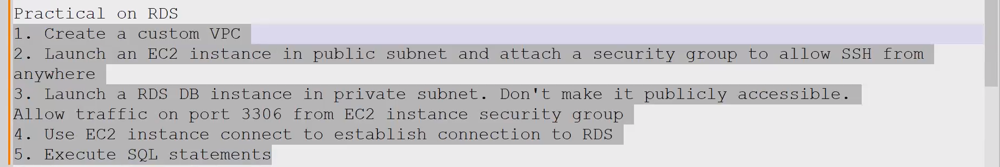 Practical on RDS
1. Create a custom VPC
2. Launch an EC2 instance in public subnet and attach a security group to allow SSH from
anywhere
3. Launch a RDS DB instance in private subnet. Don't make it publicly accessible.
Allow traffic on port 3306 from EC2 instance security group
4. Use EC2 instance connect to establish connection to RDS
5. Execute SQL statements